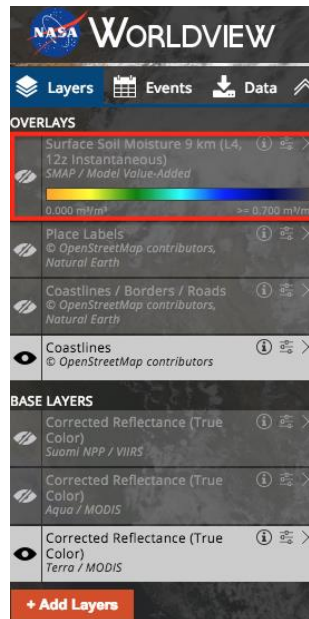 NASA WORLDVIEW
Layers Events Data
OVERLAYS
Surface Soil Moisture 9 km (L4,
12z Instantaneous)
SMAP / Model Value-Added
0.000 m³/m³ >= 0.700 m³/m
Place Labels
© OpenStreetMap contributors,
Natural Earth
Coastlines / Borders / Roads
© OpenStreetMap contributors,
Natural Earth
Coastlines
© OpenStreetMap contributors
BASE LAYERS
Corrected Reflectance (True
Color)
Suomi NPP / VIIRS
Corrected Reflectance (True
Color)
Aqua / MODIS
Corrected Reflectance (True
Color)
Terra / MODIS
+ Add Layers